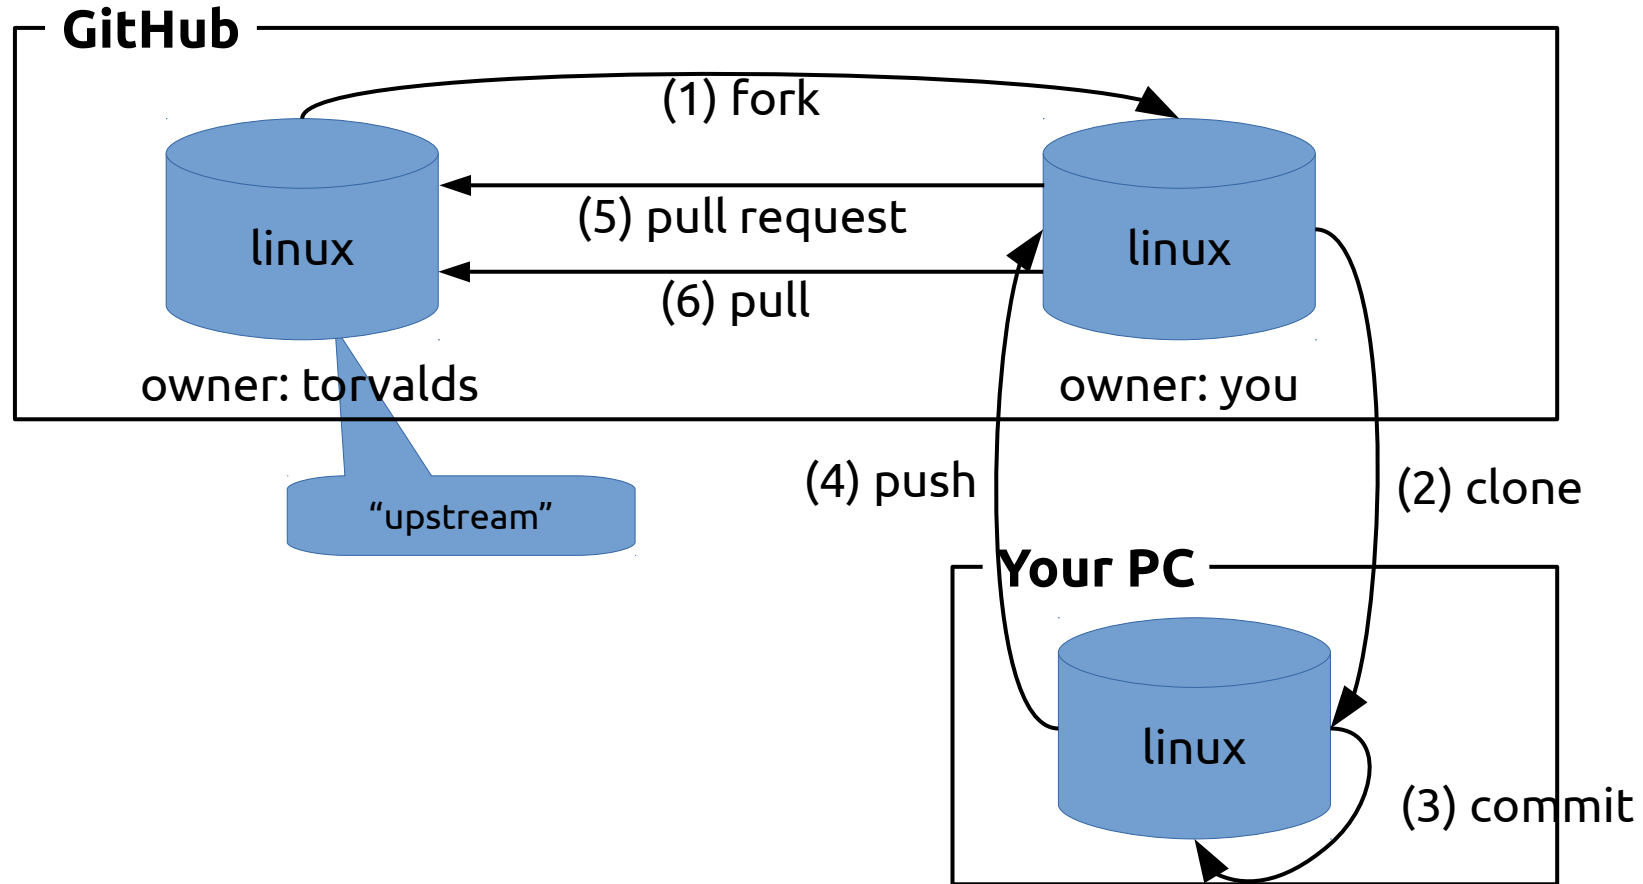 GitHub
(1) fork
(5) pull request
linux
linux
(6) pull
owner: torvalds
owner: you
(4) push
(2) clone
“upstream”
Your PC
linux
(3) commit